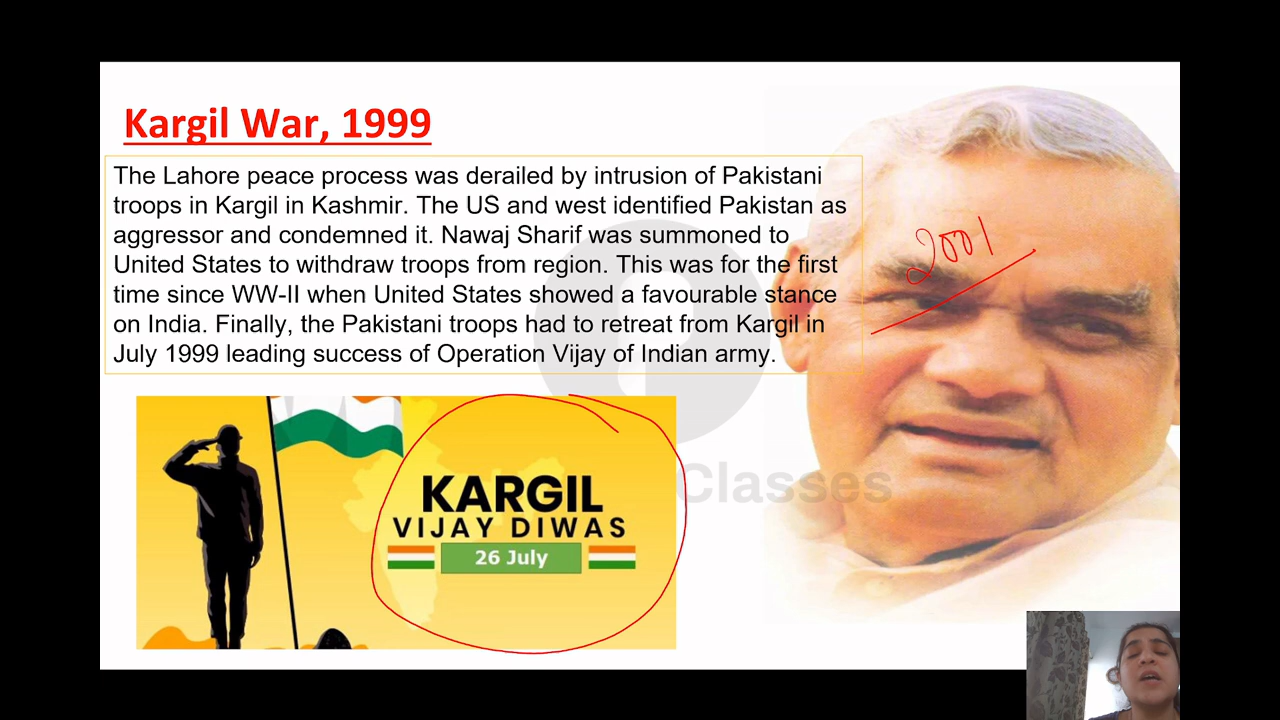 Kargil War, 1999
The Lahore peace process was derailed by intrusion of Pakistani
troops in Kargil in Kashmir. The US and west identified Pakistan as
aggressor and condemned it. Nawaj Sharif was summoned to
United States to withdraw troops from region. This was for the first
time since WW-II when United States showed a favourable stance
on India. Finally, the Pakistani troops had to retreat from Kargil in
July 1999 leading success of Operation Vijay of Indian army.
2001
KARGIL
VIJAY DIWAS
26 July
Classes